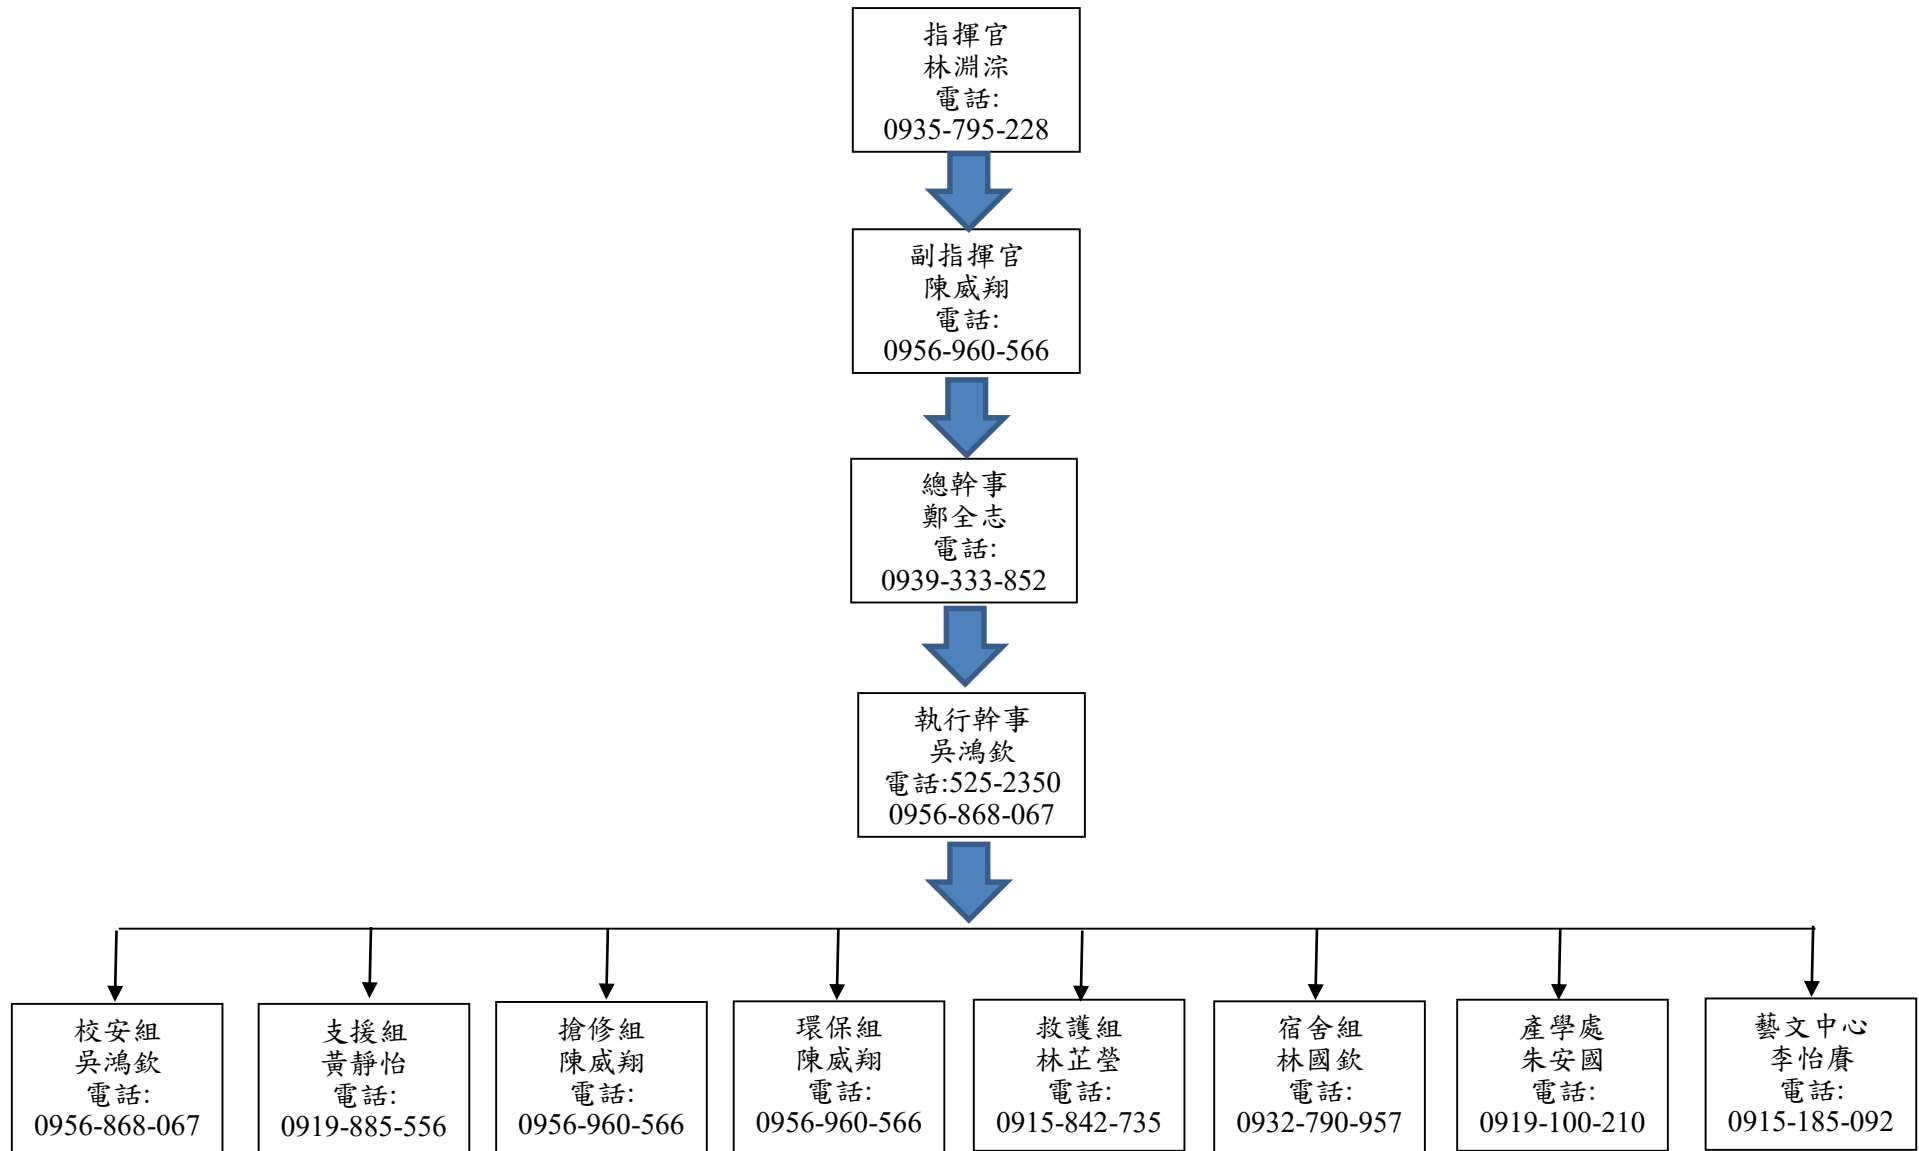 指揮官
林淵淙
電話:
0935-795-228
副指揮官
陳威翔
電話:
0956-960-566
總幹事
鄭全志
電話:
0939-333-852
執行幹事
吳鴻欽
電話:525-2350
0956-868-067
校安組
吳鴻欽
電話:
0956-868-067
支援組
黃靜怡
電話:
0919-885-556
搶修組
陳威翔
電話:
0956-960-566
環保組
陳威翔
電話:
0956-960-566
救護組
林芷瑩
電話:
0915-842-735
宿舍組
林國欽
電話:
0932-790-957
產學處
朱安國
電話:
0919-100-210
藝文中心
李怡賡
電話:
0915-185-092